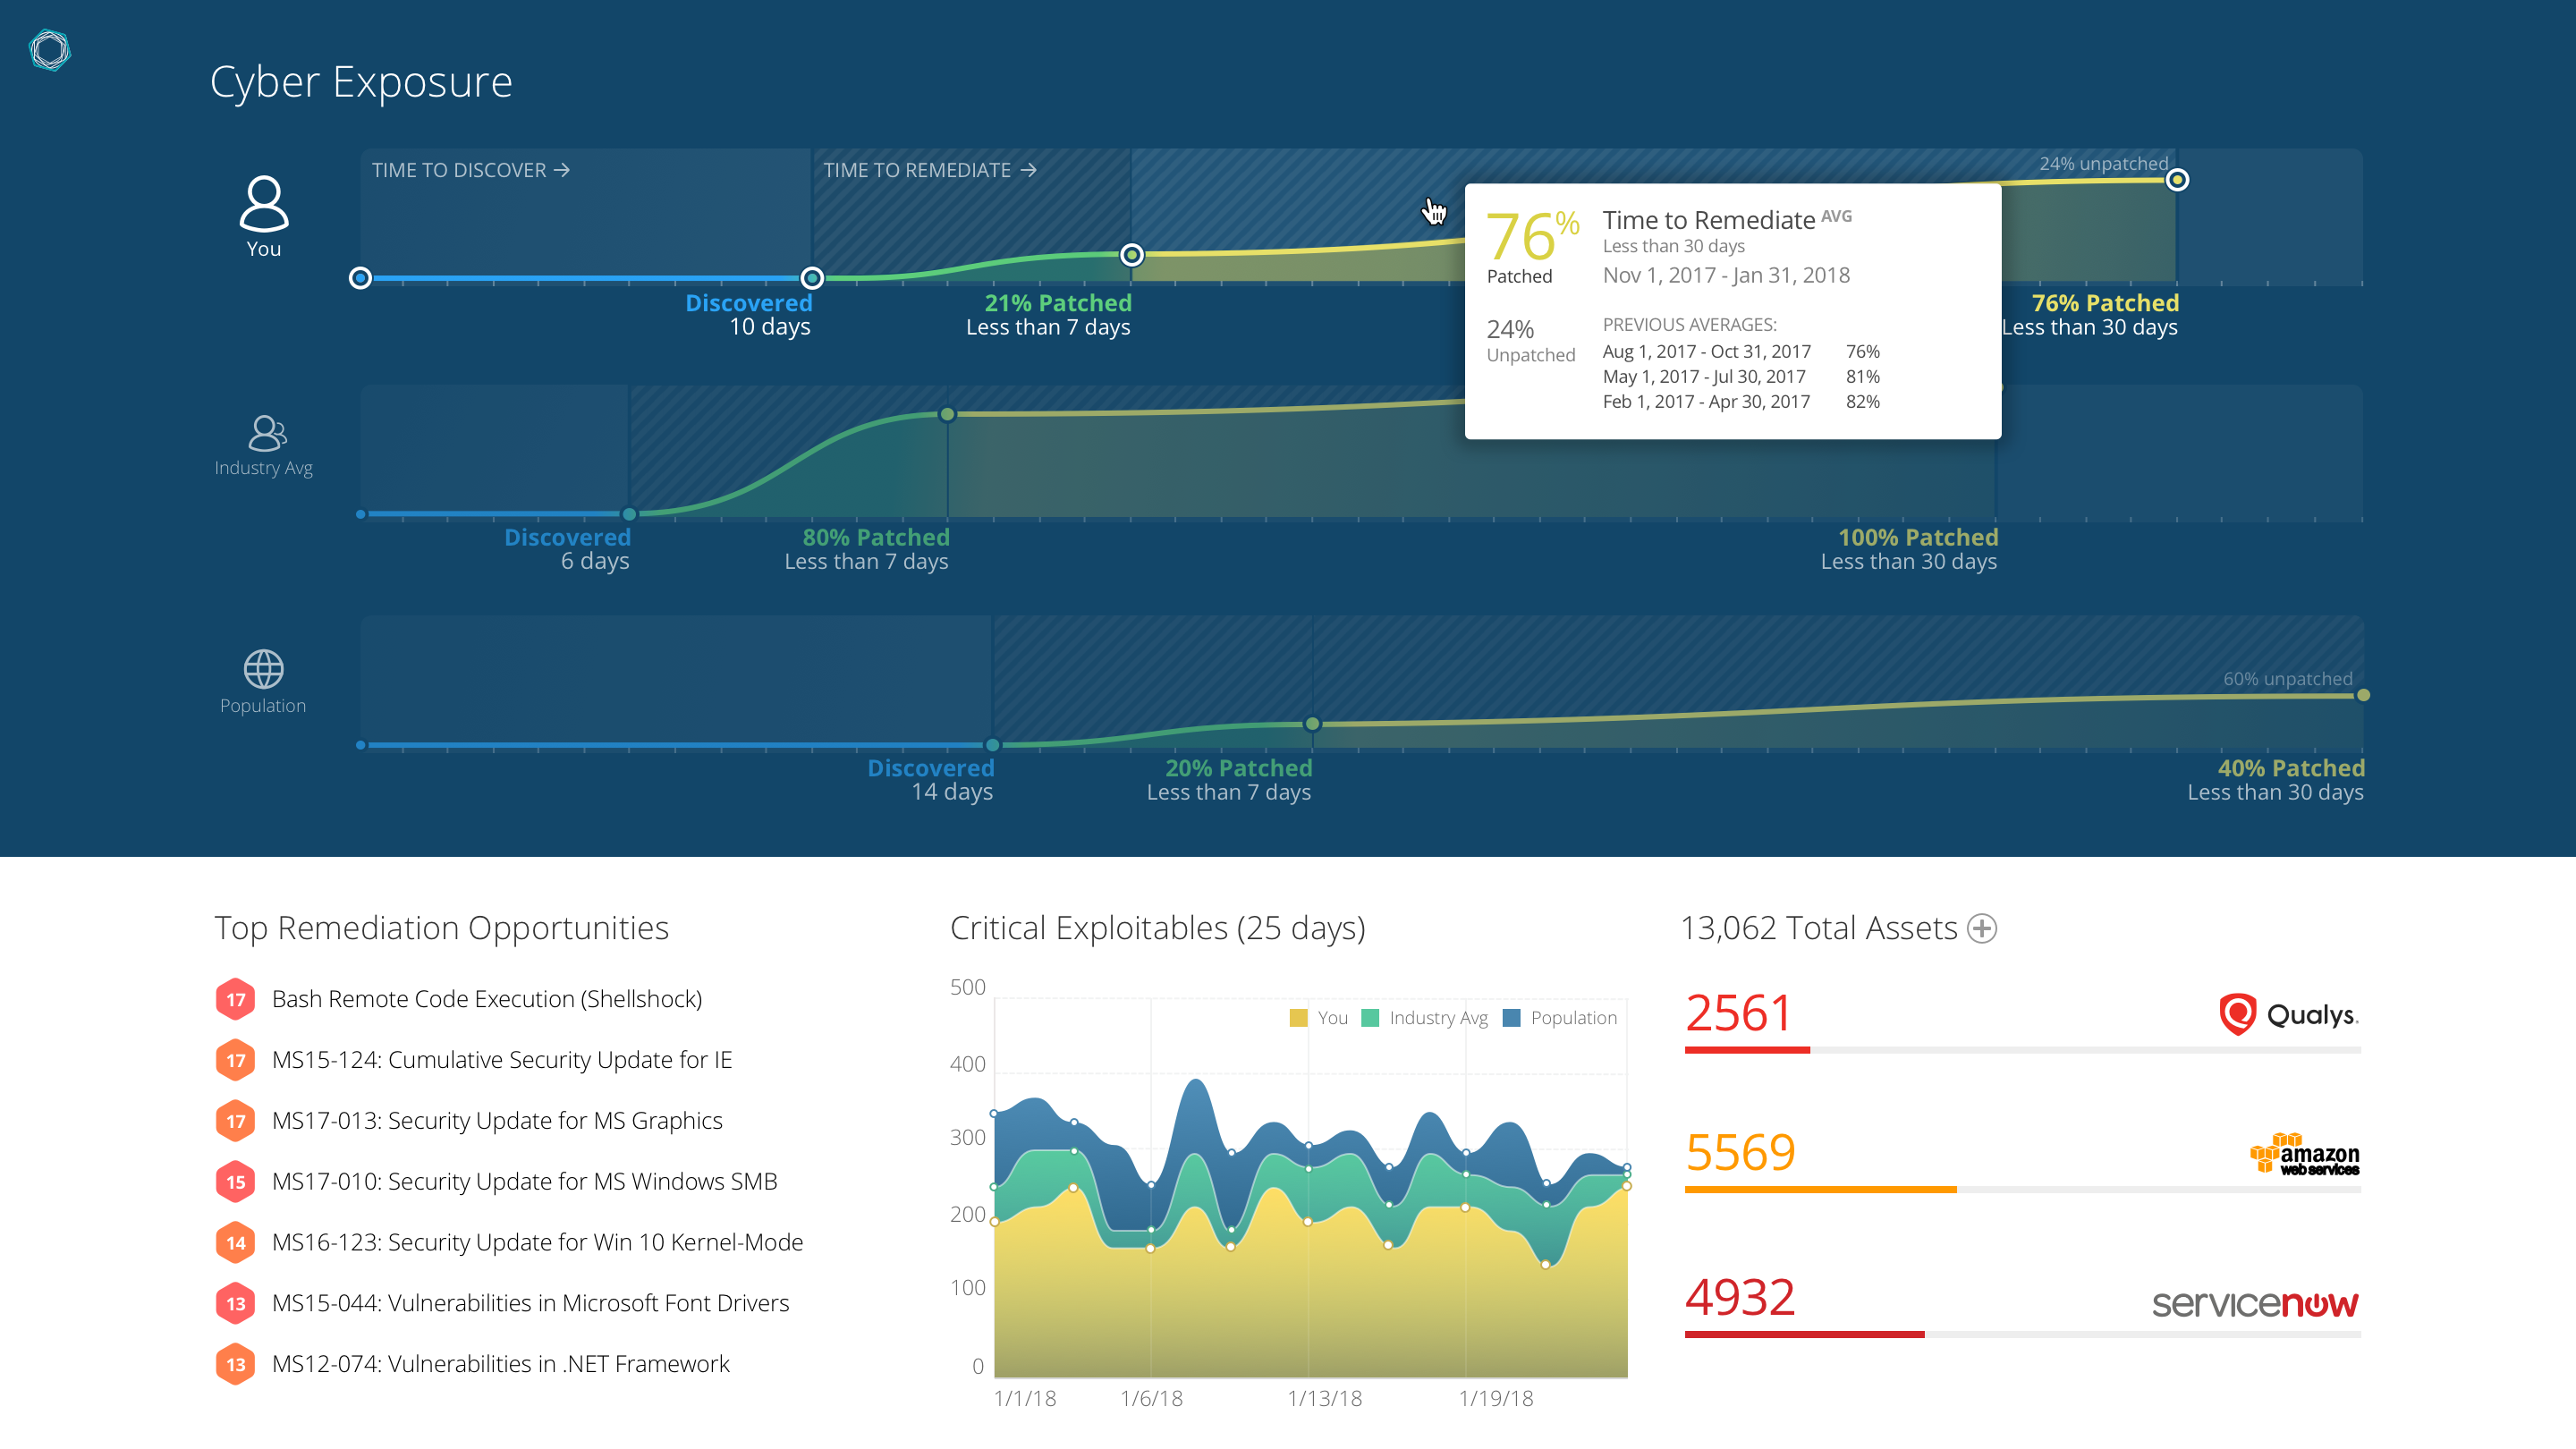 Cyber Exposure
TIME TO DISCOVER →
TIME TO REMEDIATE →
24% unpatched
You
Discovered
10 days
21% Patched
Less than 7 days
76% Patched
Less than 30 days
76%
Patched
24%
Unpatched
Time to Remediate AVG
Less than 30 days
Nov 1, 2017 - Jan 31, 2018
PREVIOUS AVERAGES:
Aug 1, 2017 - Oct 31, 2017 76%
May 1, 2017 - Jul 30, 2017 81%
Feb 1, 2017 - Apr 30, 2017 82%
Industry Avg
Discovered
6 days
80% Patched
Less than 7 days
100% Patched
Less than 30 days
Population
60% unpatched
Discovered
14 days
20% Patched
Less than 7 days
40% Patched
Less than 30 days
Top Remediation Opportunities
17 Bash Remote Code Execution (Shellshock)
17 MS15-124: Cumulative Security Update for IE
17 MS17-013: Security Update for MS Graphics
15 MS17-010: Security Update for MS Windows SMB
14 MS16-123: Security Update for Win 10 Kernel-Mode
13 MS15-044: Vulnerabilities in Microsoft Font Drivers
13 MS12-074: Vulnerabilities in .NET Framework
Critical Exploitables (25 days)
You Industry Avg Population
500
400
300
200
100
0
1/1/18 1/6/18 1/13/18 1/19/18
13,062 Total Assets
2561 Qualys.
5569 amazon
web services
4932 servicenow